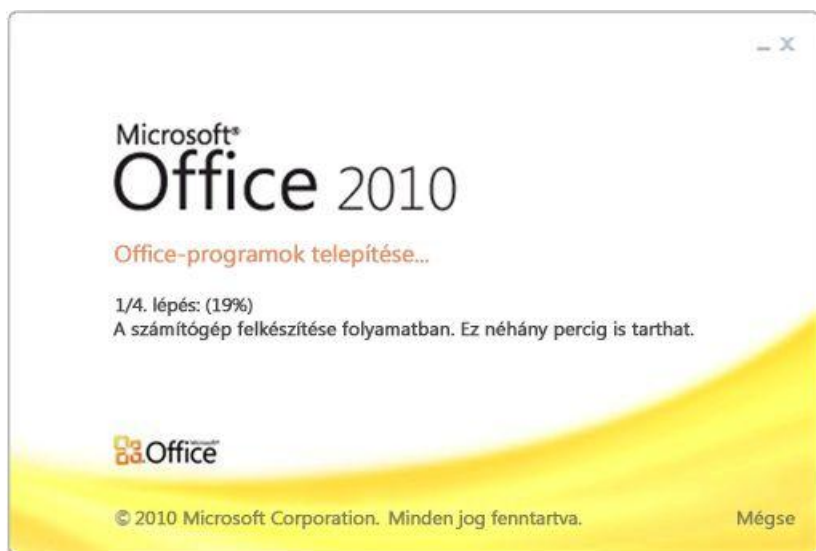 Microsoft®
Office 2010
Office-programok telepítése...
1/4. lépés: (19%)
A számítógép felkészítése folyamatban. Ez néhány percig is tarthat.
Microsoft®
Office
© 2010 Microsoft Corporation. Minden jog fenntartva.
Mégse